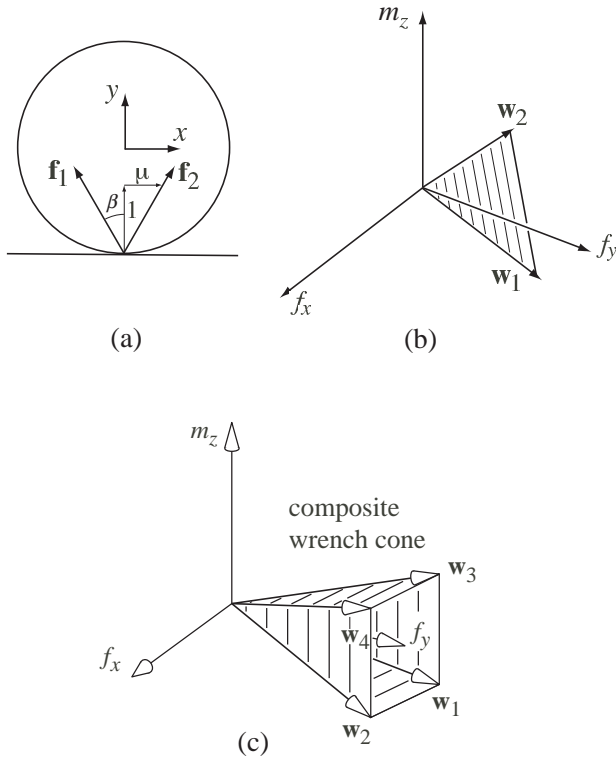 y
x
f1
f2
μ
β
1
(a)
mz
w2
fy
w1
fx
(b)
mz
composite
wrench cone
w3
w4
fy
fx
w1
w2
(c)